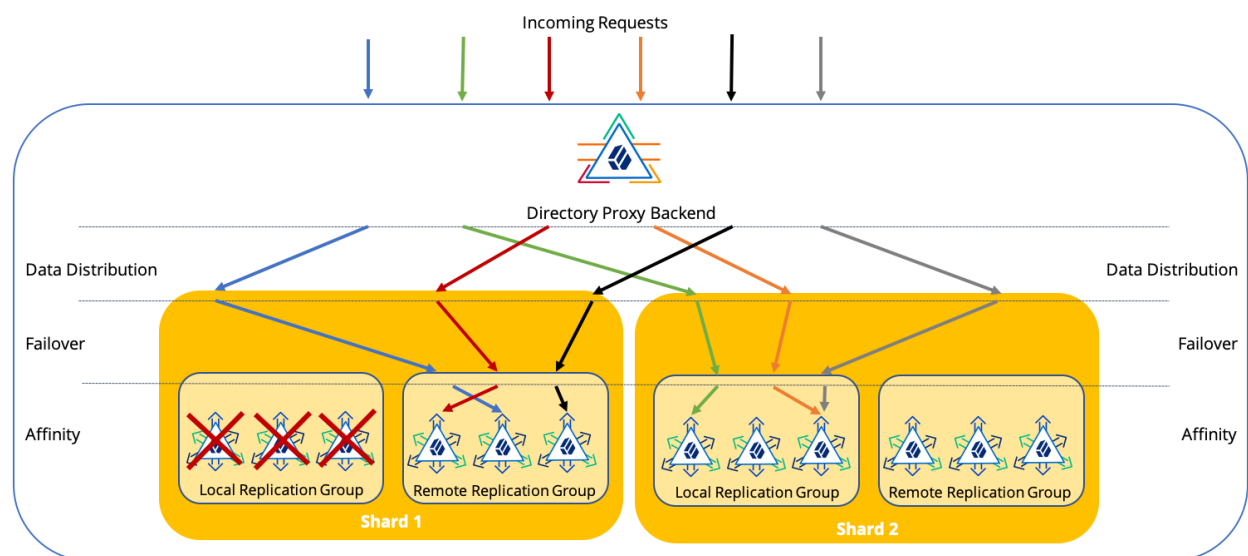 Incoming Requests
Directory Proxy Backend
Data Distribution
Data Distribution
Failover
Failover
Affinity
Affinity
Local Replication Group
Remote Replication Group
Local Replication Group
Remote Replication Group
Shard 1
Shard 2